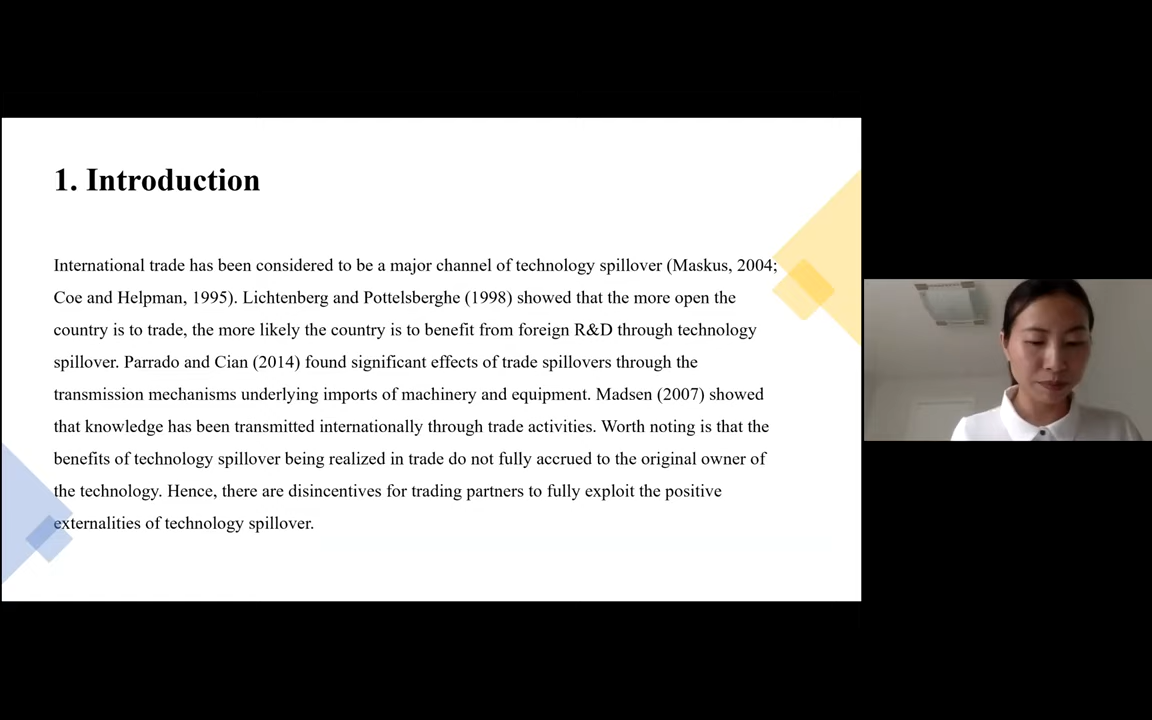 1. Introduction
International trade has been considered to be a major channel of technology spillover (Maskus, 2004;
Coe and Helpman, 1995). Lichtenberg and Pottelsberghe (1998) showed that the more open the
country is to trade, the more likely the country is to benefit from foreign R&D through technology
spillover. Parrado and Cian (2014) found significant effects of trade spillovers through the
transmission mechanisms underlying imports of machinery and equipment. Madsen (2007) showed
that knowledge has been transmitted internationally through trade activities. Worth noting is that the
benefits of technology spillover being realized in trade do not fully accrued to the original owner of
the technology. Hence, there are disincentives for trading partners to fully exploit the positive
externalities of technology spillover.